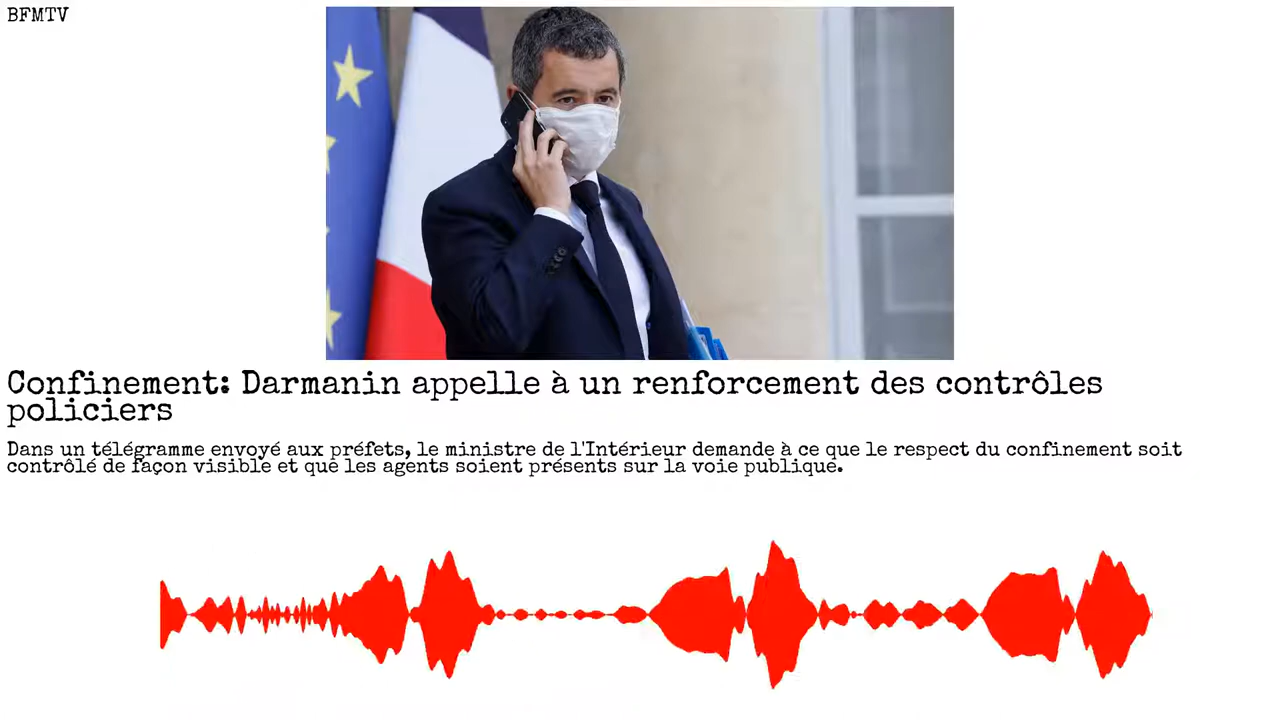 BFMTV
Confinement: Darmanin appelle à un renforcement des contrôles
policiers
Dans un télégramme envoyé aux préfets, le ministre de l'Intérieur demande à ce que le respect du confinement soit
contrôlé de façon visible et que les agents soient présents sur la voie publique.